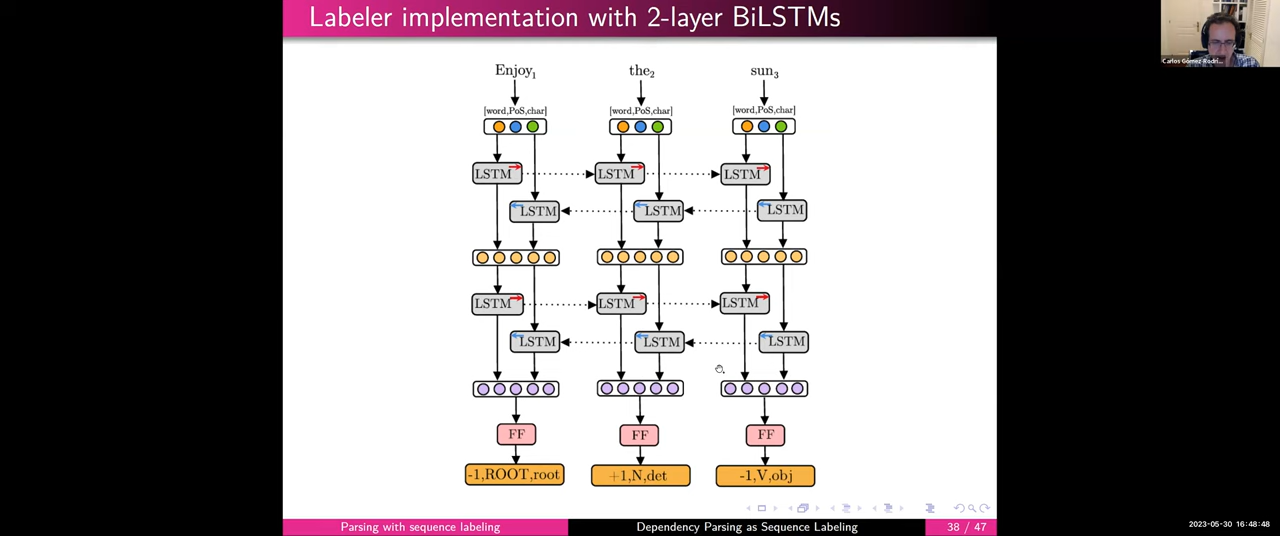 Labeler implementation with 2-layer BiLSTMs
Carlos Gómez-Rodrí...
Enjoy₁ the₂ sun₃
[word,PoS,char] [word,PoS,char] [word,PoS,char]
LSTM LSTM LSTM
LSTM LSTM LSTM
LSTM LSTM LSTM
LSTM LSTM LSTM
FF FF FF
-1,ROOT,root +1,N,det -1,V,obj
Parsing with sequence labeling Dependency Parsing as Sequence Labeling 38 / 47
2023-05-30 16:48:48